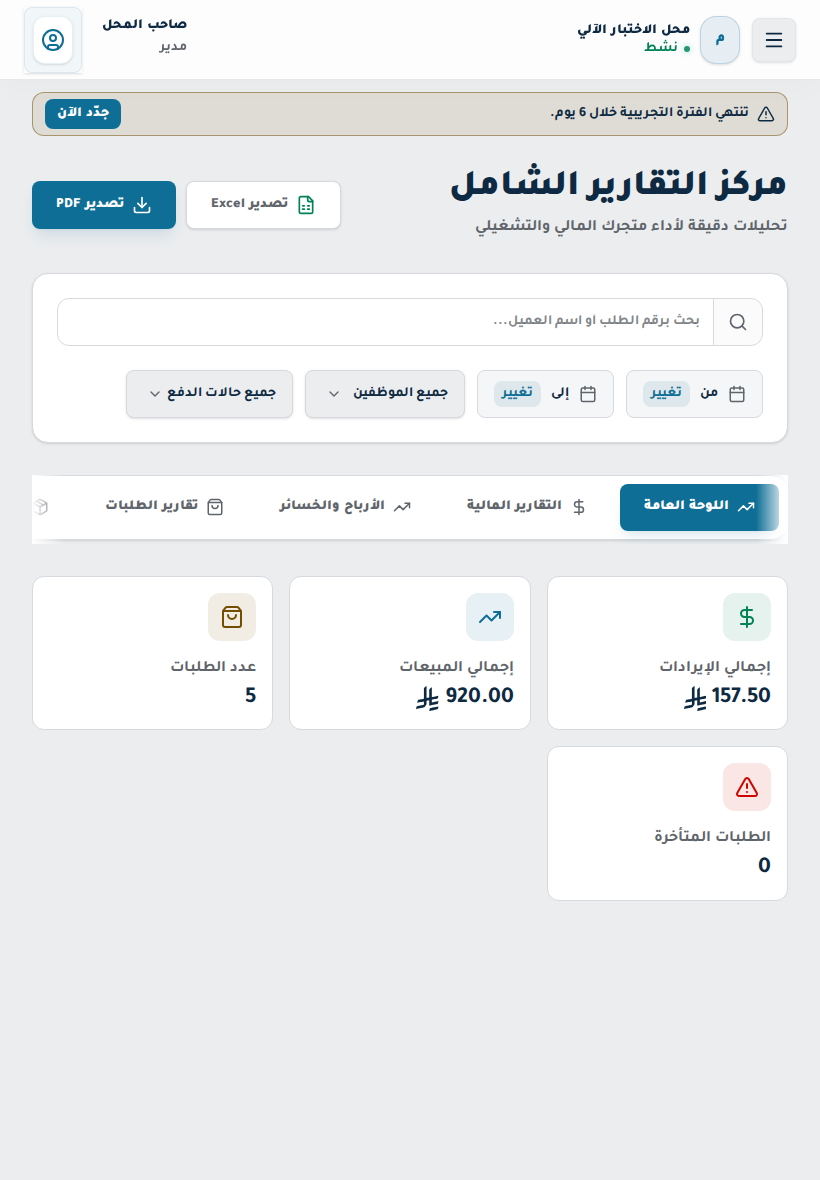 محل الاختبار الآلي
نشط
م
صاحب المحل
مدير
تنتهي الفترة التجريبية خلال 6 يوم.
جدّد الآن
مركز التقارير الشامل
تحليلات دقيقة لأداء متجرك المالي والتشغيلي
تصدير Excel
تصدير PDF
بحث برقم الطلب او اسم العميل...
من تغيير
إلى تغيير
جميع الموظفين
جميع حالات الدفع
اللوحة العامة
التقارير المالية
الأرباح والخسائر
تقارير الطلبات
إجمالي الإيرادات
157.50
إجمالي المبيعات
920.00
عدد الطلبات
5
الطلبات المتأخرة
0